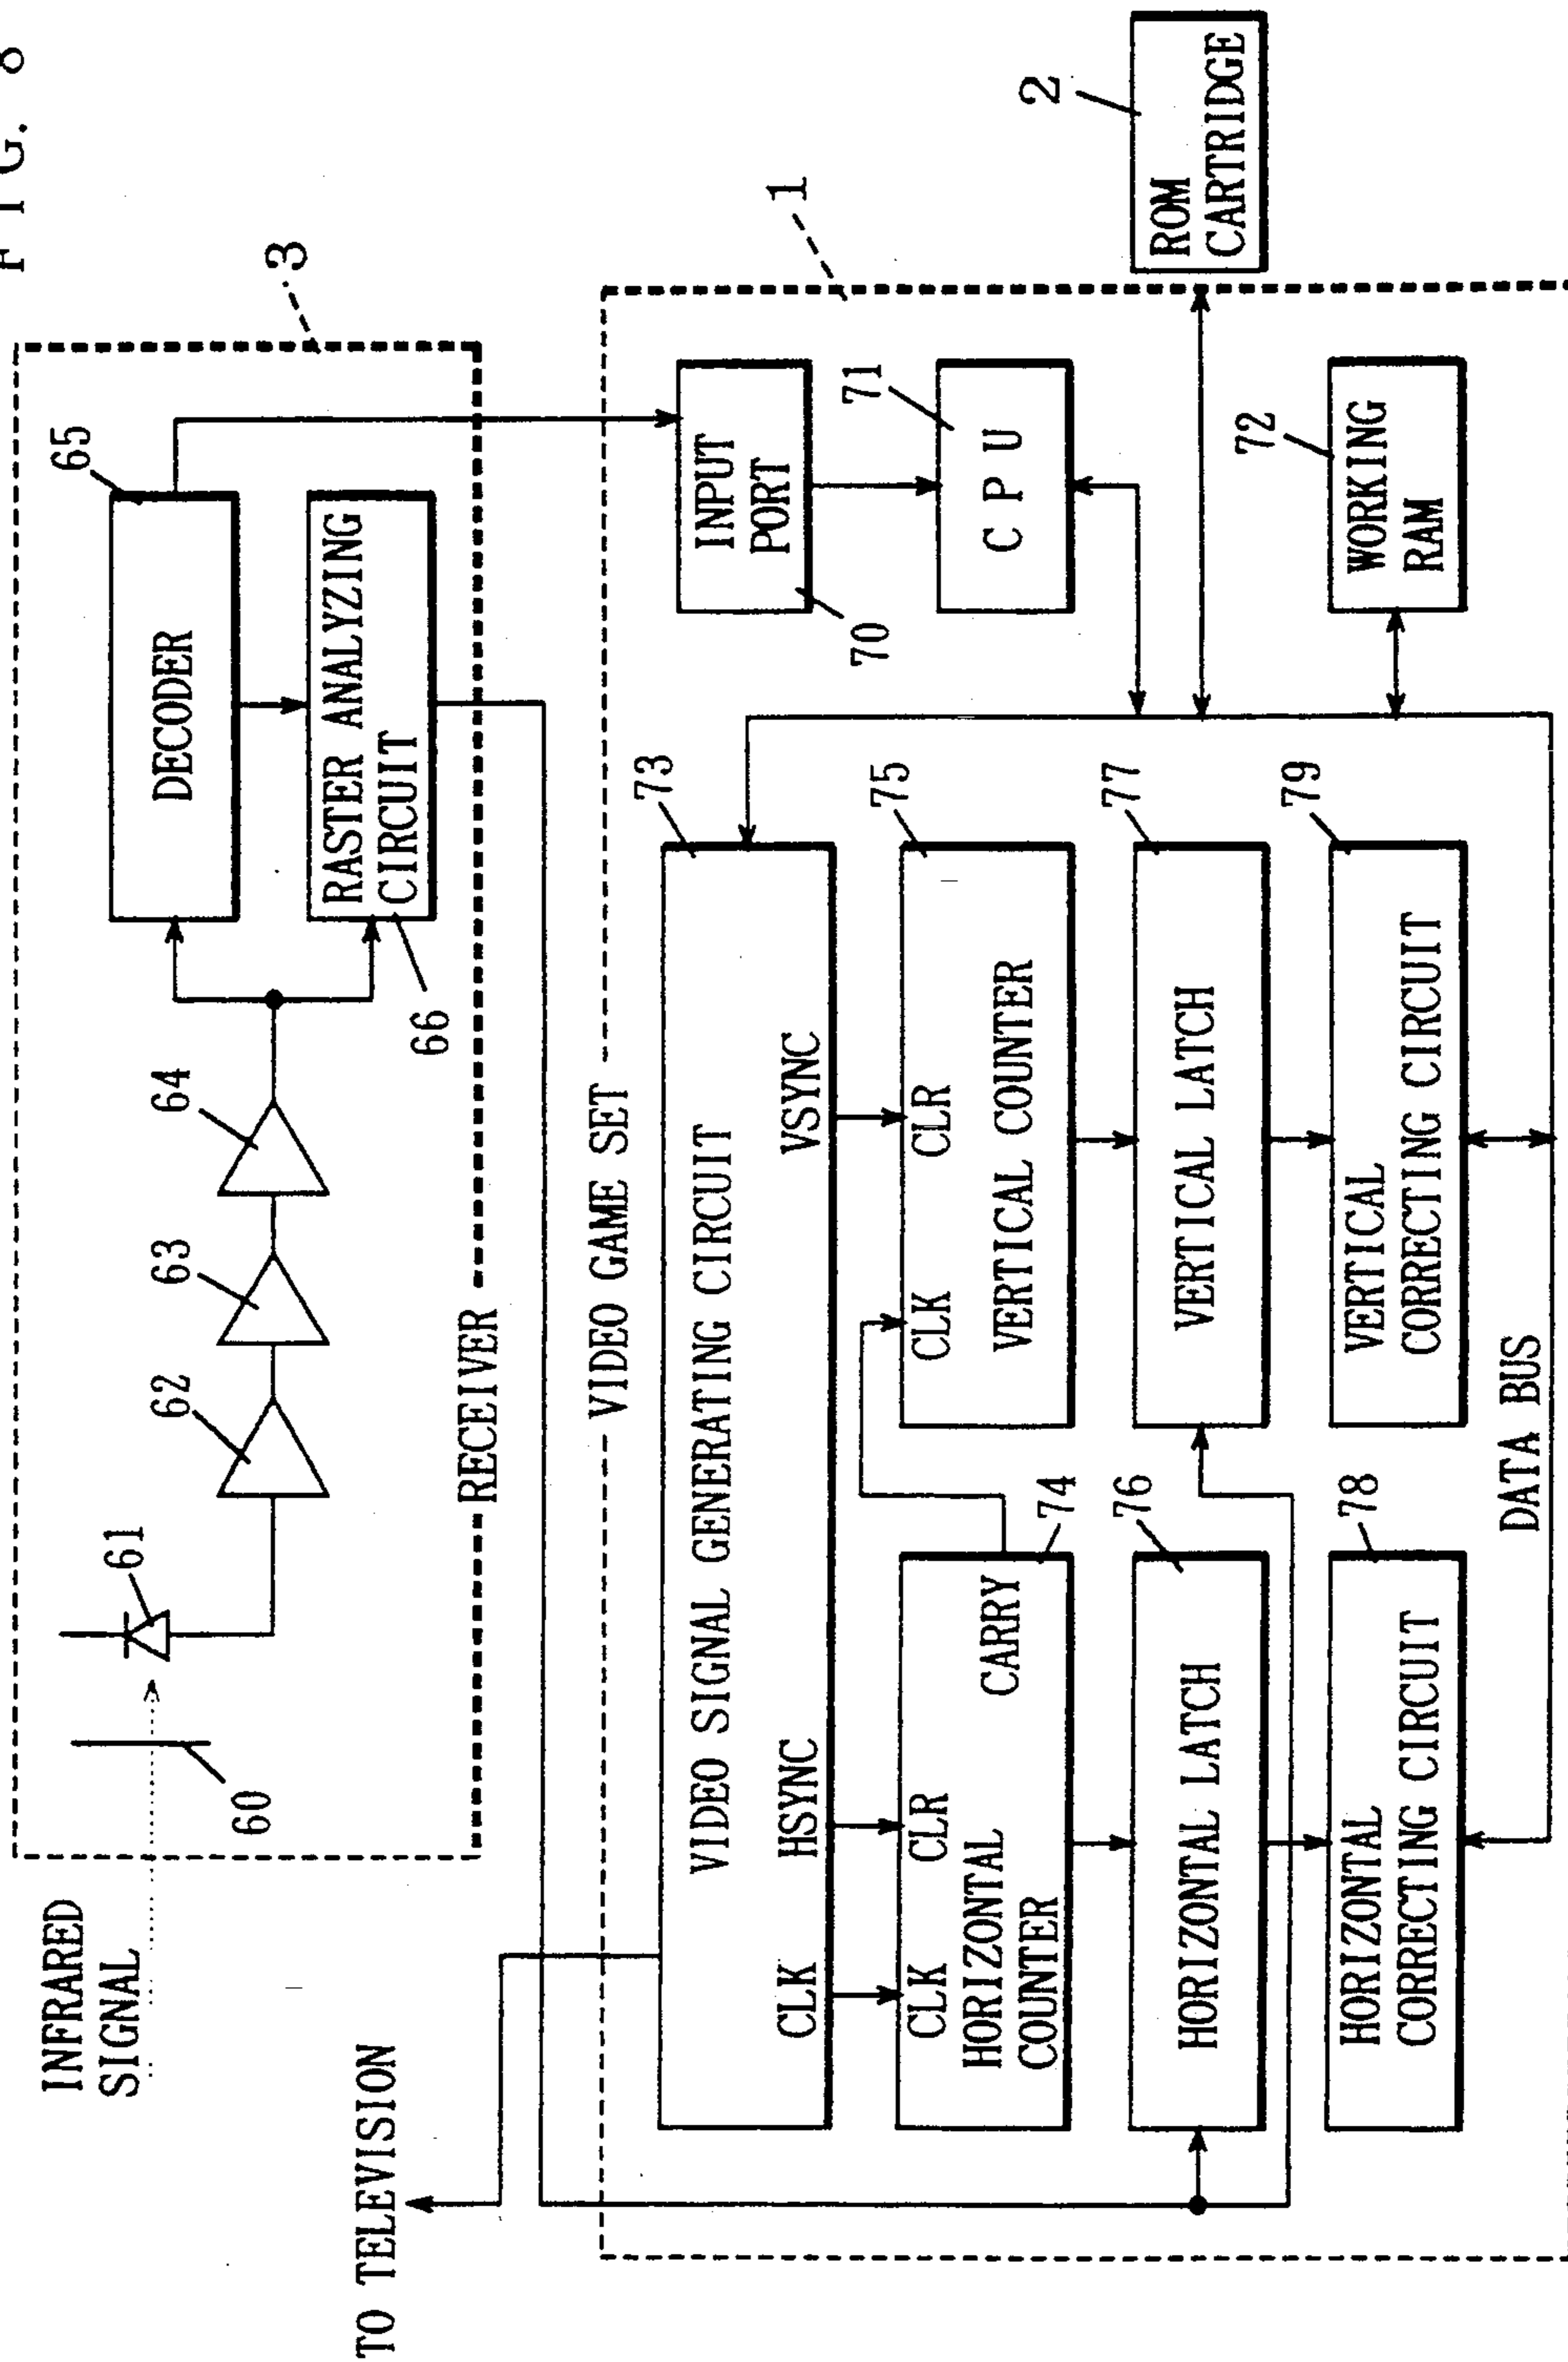 FIG. 8
INFRARED
SIGNAL
60
61
62
63
64
65
DECODER
RASTER ANALYZING
CIRCUIT
66
3
RECEIVER
TO TELEVISION
VIDEO GAME SET
1
VIDEO SIGNAL GENERATING CIRCUIT
73
CLK
HSYNC
VSYNC
INPUT
PORT
70
CLK
CLR
HORIZONTAL
COUNTER
CARRY
74
CLK
CLR
VERTICAL COUNTER
75
CPU
71
HORIZONTAL LATCH
76
VERTICAL LATCH
77
2
ROM
CARTRIDGE
HORIZONTAL
CORRECTING CIRCUIT
78
VERTICAL
CORRECTING CIRCUIT
79
WORKING
RAM
72
DATA BUS